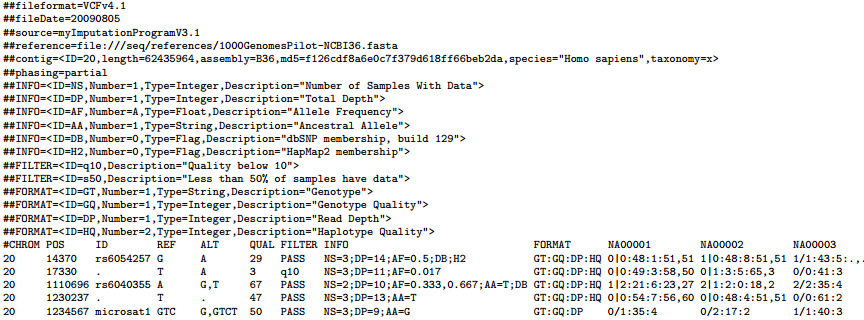 ##fileformat=VCFv4.1
##fileDate=20090805
##source=myImputationProgramV3.1
##reference=file:///seq/references/1000GenomesPilot-NCBI36.fasta
##contig=<ID=20,length=62435964,assembly=B36,md5=f126cdf8a6e0c7f379d618ff66beb2da,species="Homo sapiens",taxonomy=x>
##phasing=partial
##INFO=<ID=NS,Number=1,Type=Integer,Description="Number of Samples With Data">
##INFO=<ID=DP,Number=1,Type=Integer,Description="Total Depth">
##INFO=<ID=AF,Number=A,Type=Float,Description="Allele Frequency">
##INFO=<ID=AA,Number=1,Type=String,Description="Ancestral Allele">
##INFO=<ID=DB,Number=0,Type=Flag,Description="dbSNP membership, build 129">
##INFO=<ID=H2,Number=0,Type=Flag,Description="HapMap2 membership">
##FILTER=<ID=q10,Description="Quality below 10">
##FILTER=<ID=s50,Description="Less than 50% of samples have data">
##FORMAT=<ID=GT,Number=1,Type=String,Description="Genotype">
##FORMAT=<ID=GQ,Number=1,Type=Integer,Description="Genotype Quality">
##FORMAT=<ID=DP,Number=1,Type=Integer,Description="Read Depth">
##FORMAT=<ID=HQ,Number=2,Type=Integer,Description="Haplotype Quality">
#CHROM POS ID REF ALT QUAL FILTER INFO FORMAT NA00001 NA00002 NA00003
20 14370 rs6054257 G A 29 PASS NS=3;DP=14;AF=0.5;DB;H2 GT:GQ:DP:HQ 0|0:48:1:51,51 1|0:48:8:51,51 1/1:43:5:.,.
20 17330 . T A 3 q10 NS=3;DP=11;AF=0.017 GT:GQ:DP:HQ 0|0:49:3:58,50 0|1:3:5:65,3 0/0:41:3
20 1110696 rs6040355 A G,T 67 PASS NS=2;DP=10;AF=0.333,0.667;AA=T;DB GT:GQ:DP:HQ 1|2:21:6:23,27 2|1:2:0:18,2 2/2:35:4
20 1230237 . T . 47 PASS NS=3;DP=13;AA=T GT:GQ:DP:HQ 0|0:54:7:56,60 0|0:48:4:51,51 0/0:61:2
20 1234567 microsat1 GTC G,GTCT 50 PASS NS=3;DP=9;AA=G GT:GQ:DP 0/1:35:4 0/2:17:2 1/1:40:3